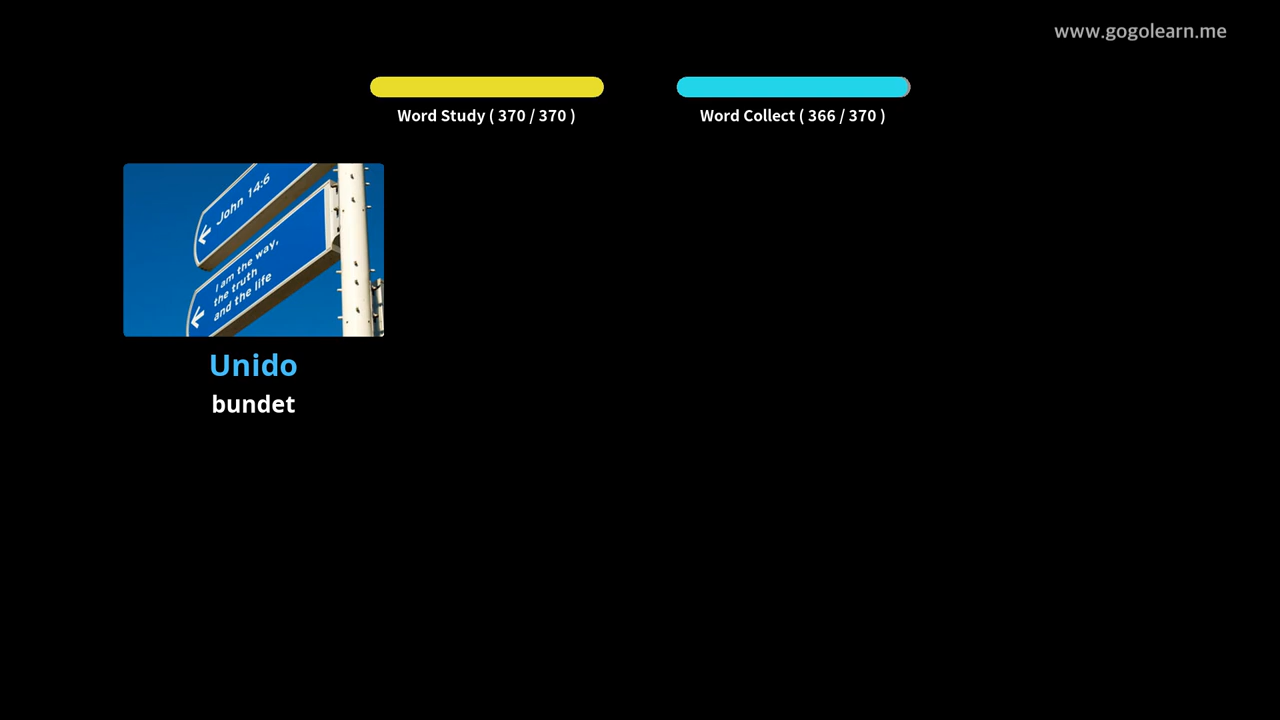 www.gogolearn.me
Word Study ( 370 / 370 )
Word Collect ( 366 / 370 )
John 14:6
I am the way,
the truth
and the life
Unido
bundet